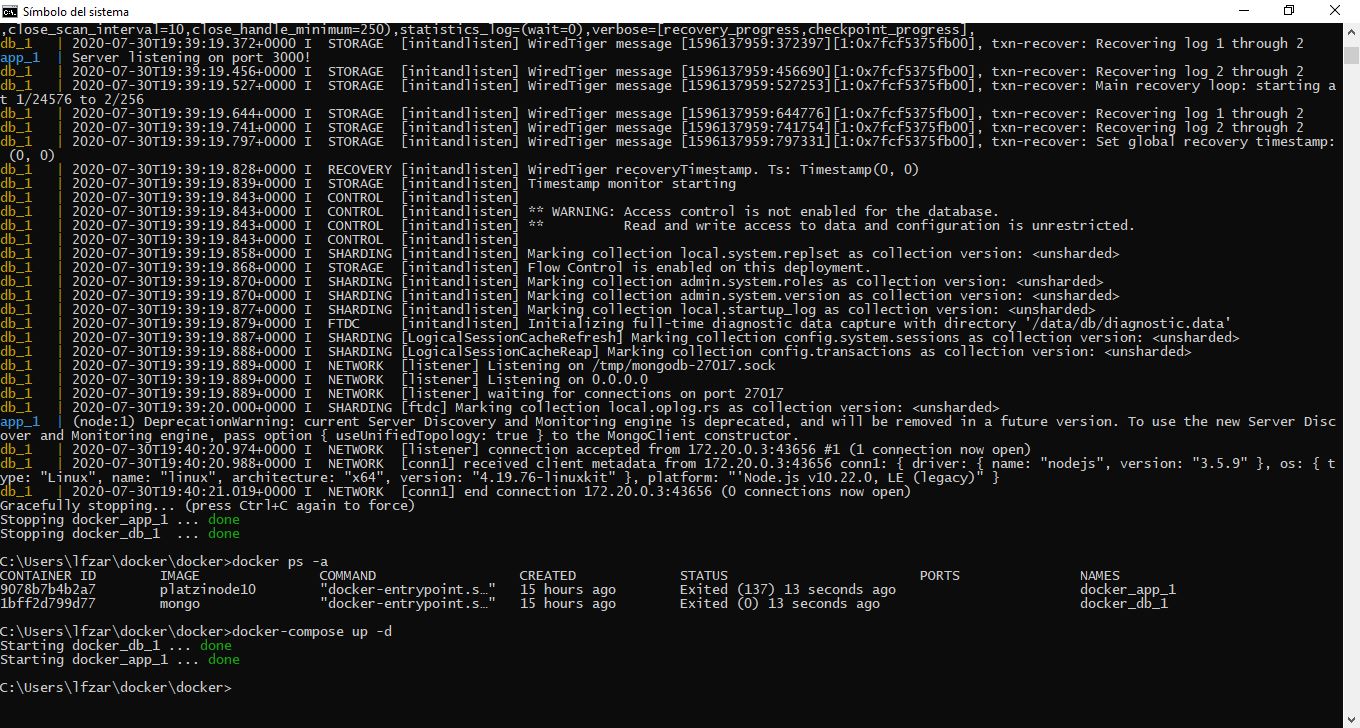 Símbolo del sistema
,close_scan_interval=10,close_handle_minimum=250),statistics_log=(wait=0),verbose=[recovery_progress,checkpoint_progress],
db_1   | 2020-07-30T19:39:19.372+0000 I  STORAGE  [initandlisten] WiredTiger message [1596137959:372397][1:0x7fcf5375fb00], txn-recover: Recovering log 1 through 2
app_1  | Server listening on port 3000!
db_1   | 2020-07-30T19:39:19.456+0000 I  STORAGE  [initandlisten] WiredTiger message [1596137959:456690][1:0x7fcf5375fb00], txn-recover: Recovering log 2 through 2
db_1   | 2020-07-30T19:39:19.527+0000 I  STORAGE  [initandlisten] WiredTiger message [1596137959:527253][1:0x7fcf5375fb00], txn-recover: Main recovery loop: starting a
t 1/24576 to 2/256
db_1   | 2020-07-30T19:39:19.644+0000 I  STORAGE  [initandlisten] WiredTiger message [1596137959:644776][1:0x7fcf5375fb00], txn-recover: Recovering log 1 through 2
db_1   | 2020-07-30T19:39:19.741+0000 I  STORAGE  [initandlisten] WiredTiger message [1596137959:741754][1:0x7fcf5375fb00], txn-recover: Recovering log 2 through 2
db_1   | 2020-07-30T19:39:19.797+0000 I  STORAGE  [initandlisten] WiredTiger message [1596137959:797331][1:0x7fcf5375fb00], txn-recover: Set global recovery timestamp:
 (0, 0)
db_1   | 2020-07-30T19:39:19.828+0000 I  RECOVERY [initandlisten] WiredTiger recoveryTimestamp. Ts: Timestamp(0, 0)
db_1   | 2020-07-30T19:39:19.839+0000 I  STORAGE  [initandlisten] Timestamp monitor starting
db_1   | 2020-07-30T19:39:19.843+0000 I  CONTROL  [initandlisten]
db_1   | 2020-07-30T19:39:19.843+0000 I  CONTROL  [initandlisten] ** WARNING: Access control is not enabled for the database.
db_1   | 2020-07-30T19:39:19.843+0000 I  CONTROL  [initandlisten] **          Read and write access to data and configuration is unrestricted.
db_1   | 2020-07-30T19:39:19.843+0000 I  CONTROL  [initandlisten]
db_1   | 2020-07-30T19:39:19.858+0000 I  SHARDING [initandlisten] Marking collection local.system.replset as collection version: <unsharded>
db_1   | 2020-07-30T19:39:19.868+0000 I  STORAGE  [initandlisten] Flow Control is enabled on this deployment.
db_1   | 2020-07-30T19:39:19.870+0000 I  SHARDING [initandlisten] Marking collection admin.system.roles as collection version: <unsharded>
db_1   | 2020-07-30T19:39:19.870+0000 I  SHARDING [initandlisten] Marking collection admin.system.version as collection version: <unsharded>
db_1   | 2020-07-30T19:39:19.877+0000 I  SHARDING [initandlisten] Marking collection local.startup_log as collection version: <unsharded>
db_1   | 2020-07-30T19:39:19.879+0000 I  FTDC     [initandlisten] Initializing full-time diagnostic data capture with directory '/data/db/diagnostic.data'
db_1   | 2020-07-30T19:39:19.887+0000 I  SHARDING [LogicalSessionCacheRefresh] Marking collection config.system.sessions as collection version: <unsharded>
db_1   | 2020-07-30T19:39:19.888+0000 I  SHARDING [LogicalSessionCacheReap] Marking collection config.transactions as collection version: <unsharded>
db_1   | 2020-07-30T19:39:19.889+0000 I  NETWORK  [listener] Listening on /tmp/mongodb-27017.sock
db_1   | 2020-07-30T19:39:19.889+0000 I  NETWORK  [listener] Listening on 0.0.0.0
db_1   | 2020-07-30T19:39:19.889+0000 I  NETWORK  [listener] waiting for connections on port 27017
db_1   | 2020-07-30T19:39:20.000+0000 I  SHARDING [ftdc] Marking collection local.oplog.rs as collection version: <unsharded>
app_1  | (node:1) DeprecationWarning: current Server Discovery and Monitoring engine is deprecated, and will be removed in a future version. To use the new Server Disc
over and Monitoring engine, pass option { useUnifiedTopology: true } to the MongoClient constructor.
db_1   | 2020-07-30T19:40:20.974+0000 I  NETWORK  [listener] connection accepted from 172.20.0.3:43656 #1 (1 connection now open)
db_1   | 2020-07-30T19:40:20.988+0000 I  NETWORK  [conn1] received client metadata from 172.20.0.3:43656 conn1: { driver: { name: "nodejs", version: "3.5.9" }, os: { t
ype: "Linux", name: "linux", architecture: "x64", version: "4.19.76-linuxkit" }, platform: "'Node.js v10.22.0, LE (legacy)" }
db_1   | 2020-07-30T19:40:21.019+0000 I  NETWORK  [conn1] end connection 172.20.0.3:43656 (0 connections now open)
Gracefully stopping... (press Ctrl+C again to force)
Stopping docker_app_1 ... done
Stopping docker_db_1  ... done
C:\Users\lfzar\docker\docker>docker ps -a
CONTAINER ID        IMAGE               COMMAND                  CREATED             STATUS                        PORTS               NAMES
9078b7b4b2a7        platzinode10        "docker-entrypoint.s…"   15 hours ago        Exited (137) 13 seconds ago                       docker_app_1
1bff2d799d77        mongo               "docker-entrypoint.s…"   15 hours ago        Exited (0) 13 seconds ago                         docker_db_1
C:\Users\lfzar\docker\docker>docker-compose up -d
Starting docker_db_1 ... done
Starting docker_app_1 ... done
C:\Users\lfzar\docker\docker>